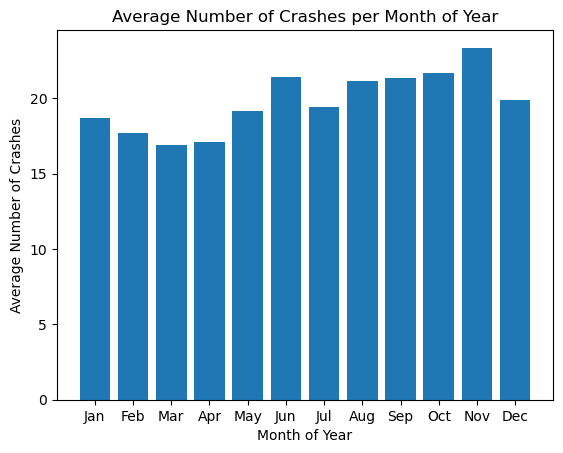 Average Number of Crashes per Month of Year
Average Number of Crashes
20
15
10
5
0
Jan Feb Mar Apr May Jun Jul Aug Sep Oct Nov Dec
Month of Year